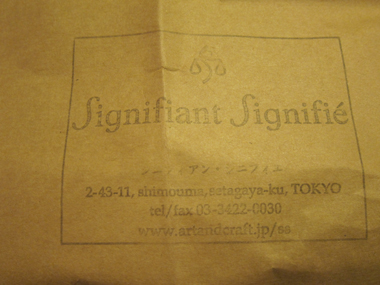 Signifiant Signifié
シニフィアン・シニフィエ
2-43-11, shimouma, setagaya-ku, TOKYO
tel/fax 03-3422-0030
www.artandcraft.jp/ss